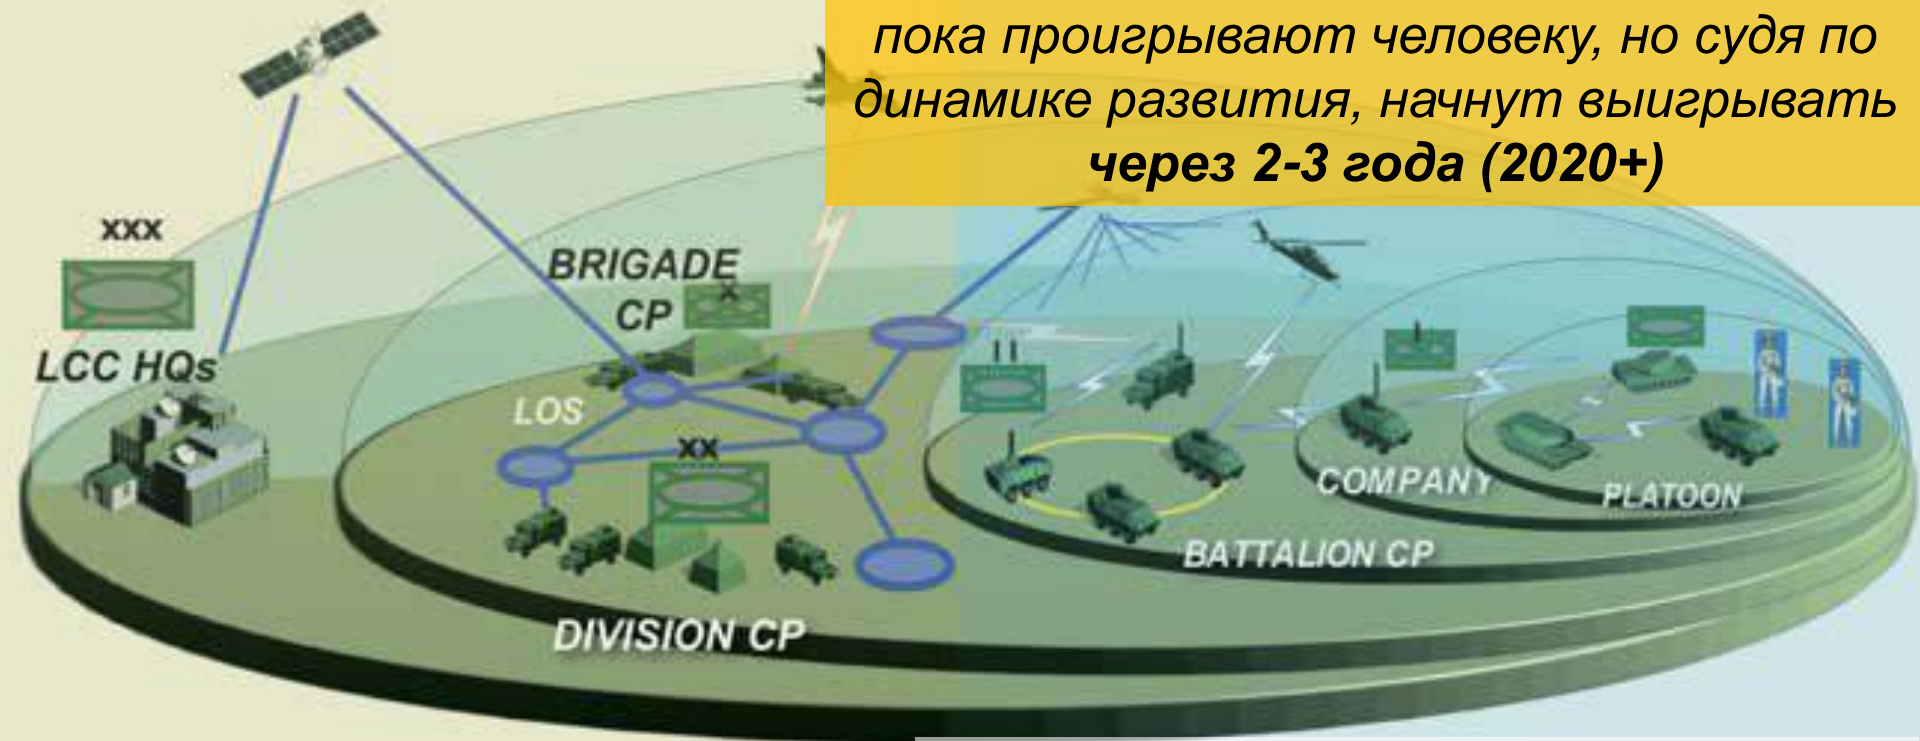 пока проигрывают человеку, но судя по
динамике развития, начнут выигрывать
через 2-3 года (2020+)
XXX
LCC HQs
BRIGADE
CP
X
LOS
XX
DIVISION CP
I I
BATTALION CP
I
COMPANY
PLATOON